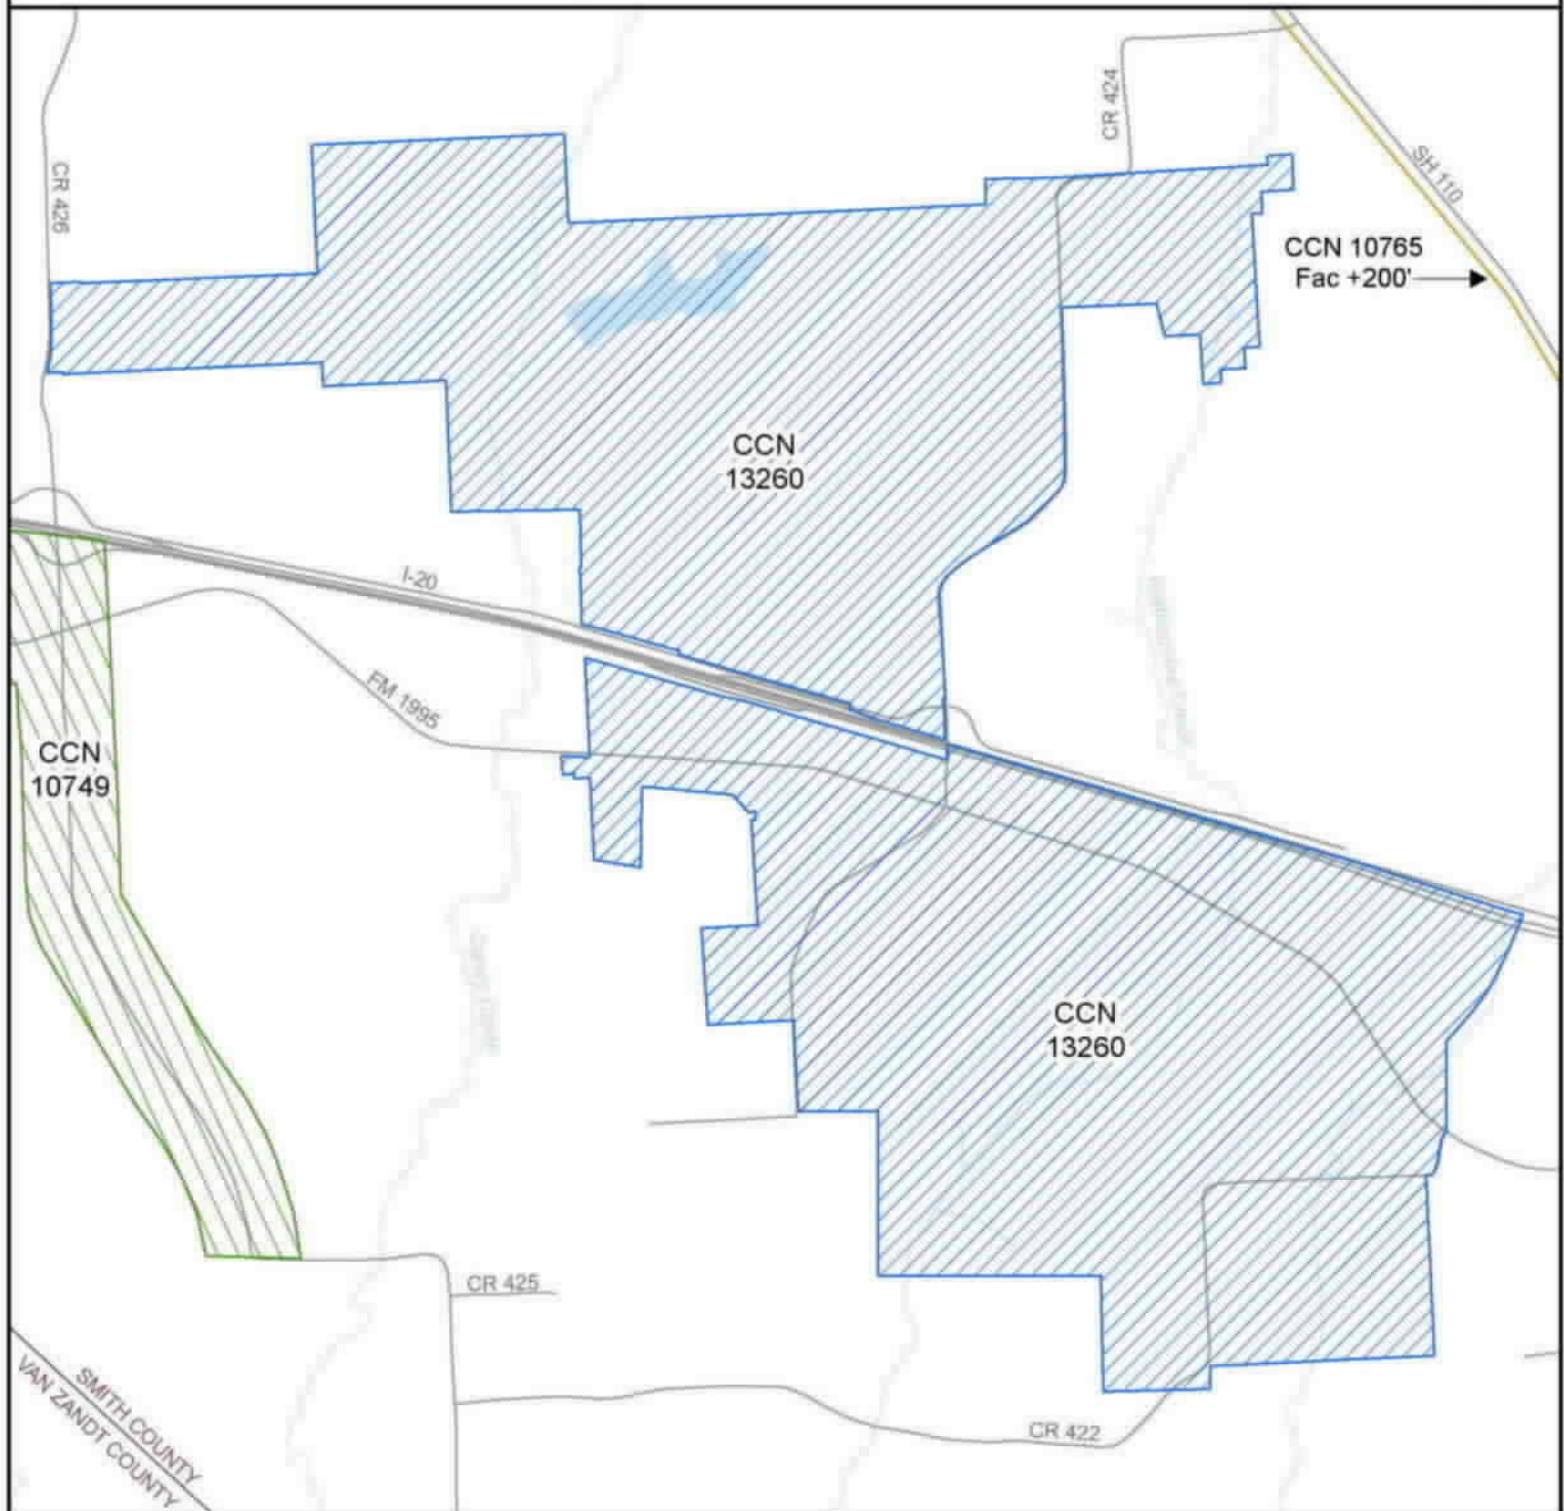 CR 424
SH 110
CR 426
CCN 10765
Fac +200'
CCN
13260
I-20
FM 1995
CCN
10749
CCN
13260
CR 425
SMITH COUNTY
VAN ZANDT COUNTY
CR 422